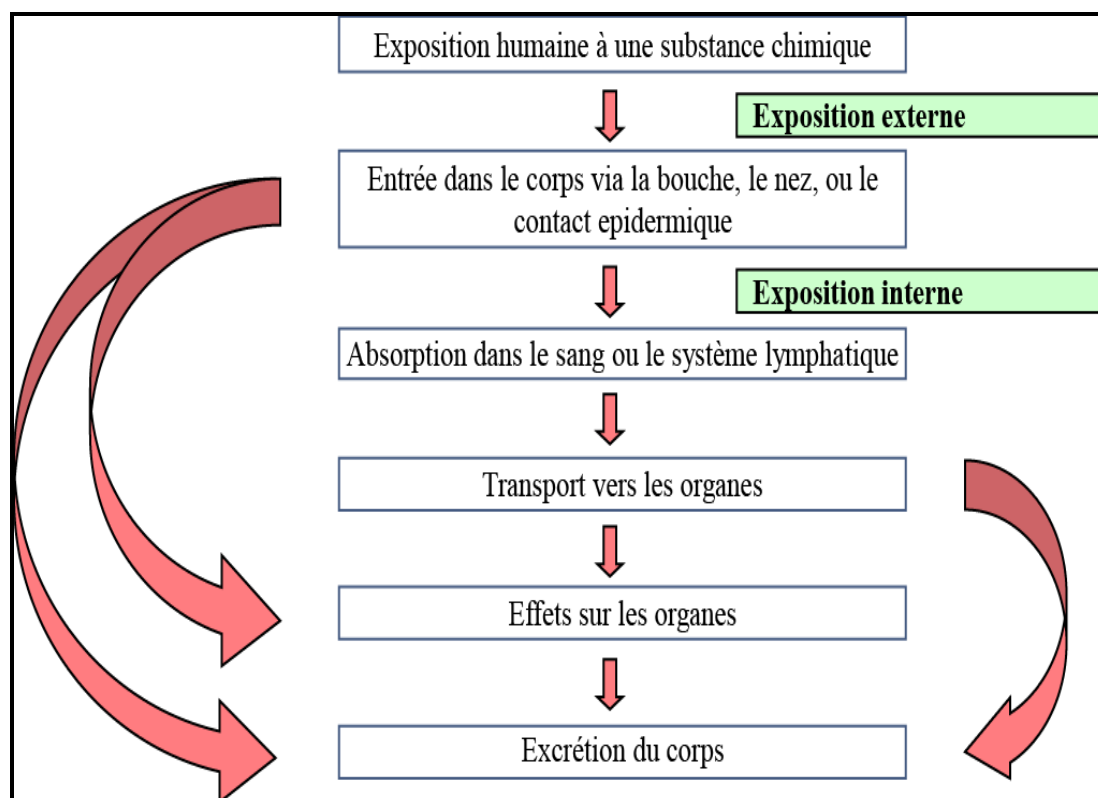 Exposition humaine à une substance chimique
Exposition externe
Entrée dans le corps via la bouche, le nez, ou le
contact epidermique
Exposition interne
Absorption dans le sang ou le système lymphatique
Transport vers les organes
Effets sur les organes
Excrétion du corps